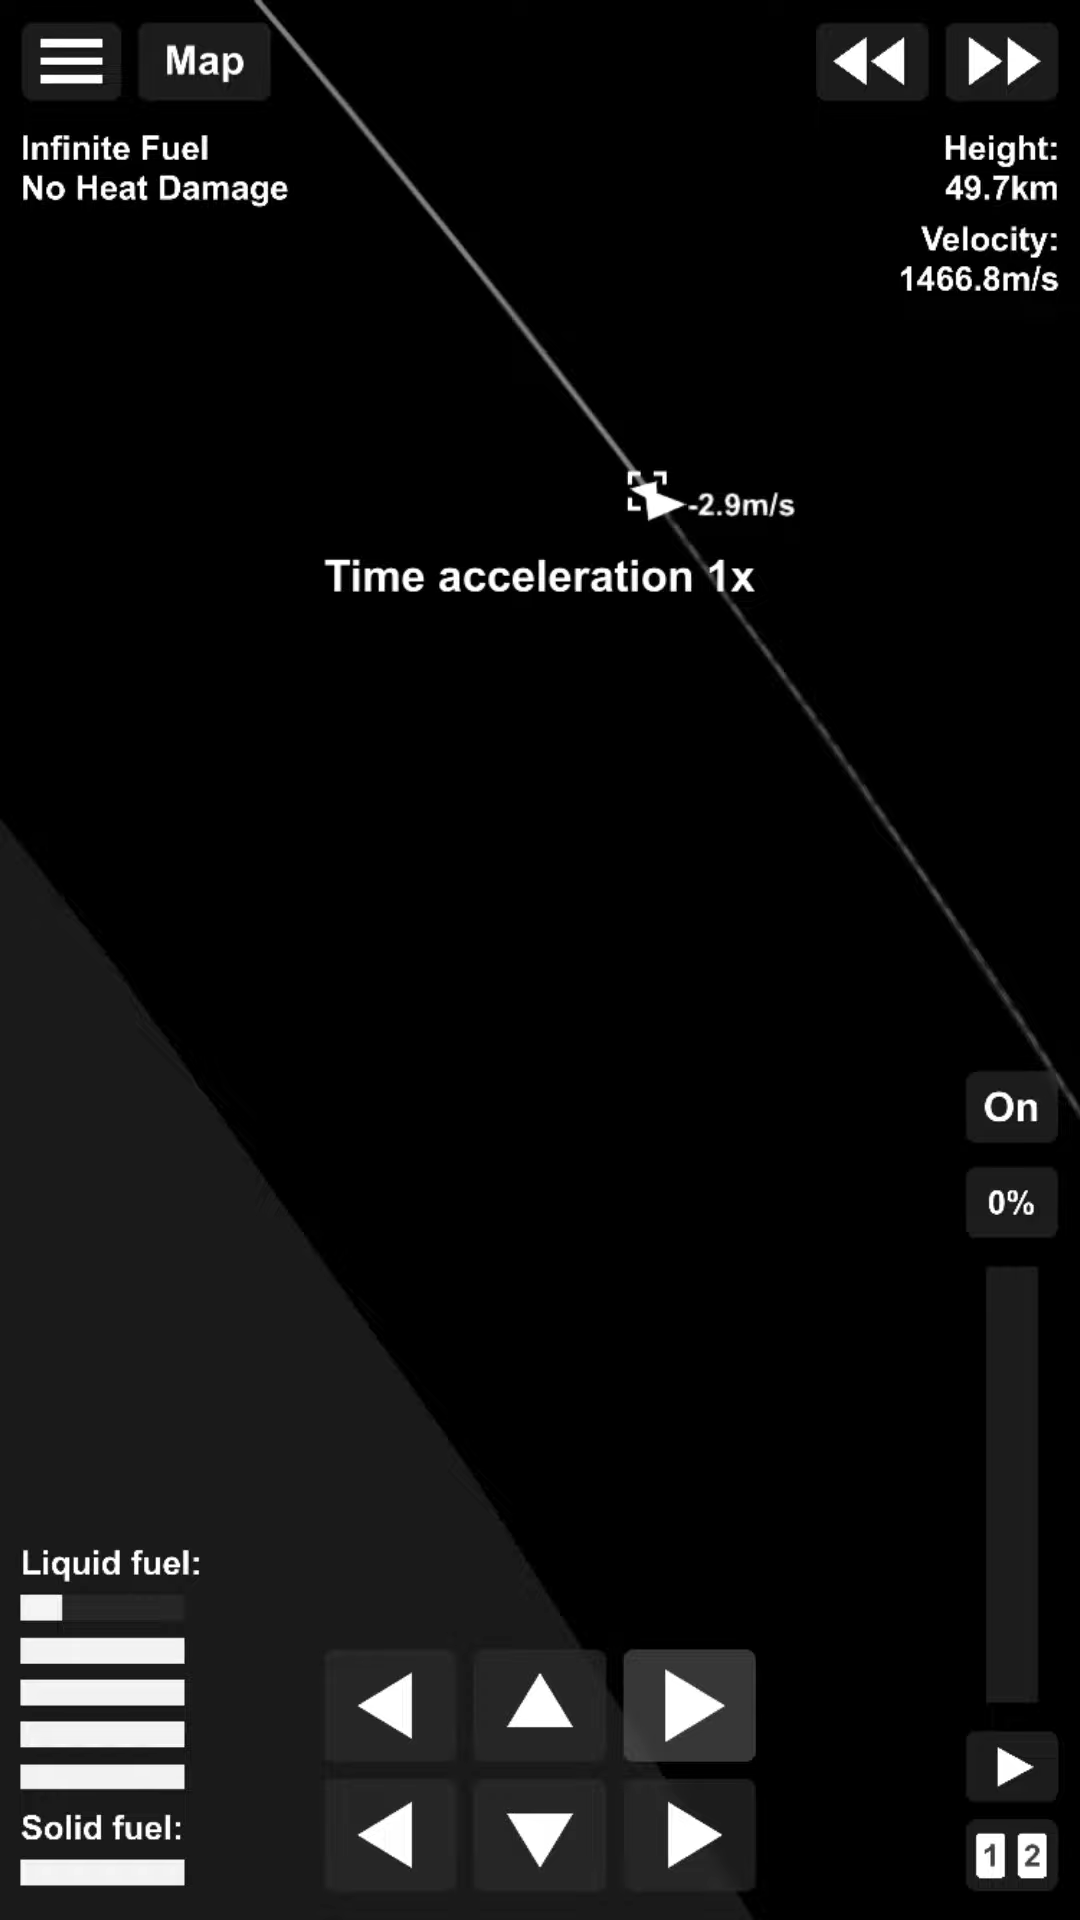 Map
Infinite Fuel
No Heat Damage
Height:
49.7km
Velocity:
1466.8m/s
-2.9m/s
Time acceleration 1x
On
0%
Liquid fuel:
Solid fuel:
1 2